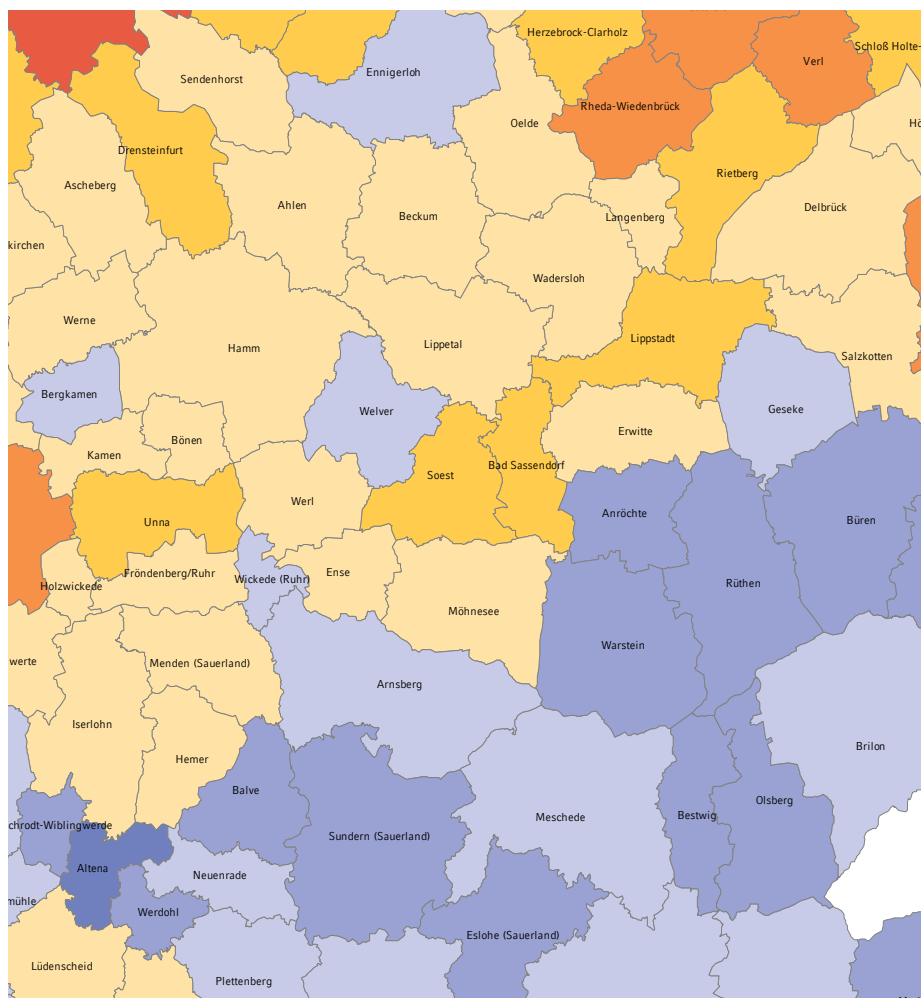 Herzebrock-Clarholz
Schloß Holte-
Verl
Ennigerloh
Sendenhorst
Rheda-Wiedenbrück
Oelde
Hö
Drensteinfurt
Rietberg
Ascheberg
Ahlen
Delbrück
Beckum
Langenberg
kirchen
Wadersloh
Werne
Lippstadt
Lippetal
Hamm
Salzkotten
Bergkamen
Welver
Geseke
Erwitte
Bönen
Kamen
Bad Sassendorf
Soest
Werl
Anröchte
Büren
Unna
Fröndenberg/Ruhr
Ense
Wickede (Ruhr)
Rüthen
Holzwickede
Möhnesee
Warstein
werte
Menden (Sauerland)
Arnsberg
Iserlohn
Brilon
Hemer
Balve
Olsberg
Bestwig
Meschede
chrodt-Wiblingwerde
Sundern (Sauerland)
Altena
Neuenrade
mühle
Werdohl
Eslohe (Sauerland)
Lüdenscheid
Plettenberg